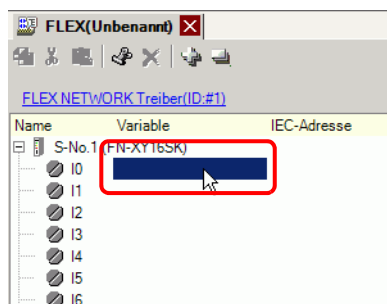 FLEX(Unbenannt)
FLEX NETWORK Treiber(ID:#1)
Name Variable IEC-Adresse
S-No.1 (FN-XY16SK)
I0
I1
I2
I3
I4
I5
I6